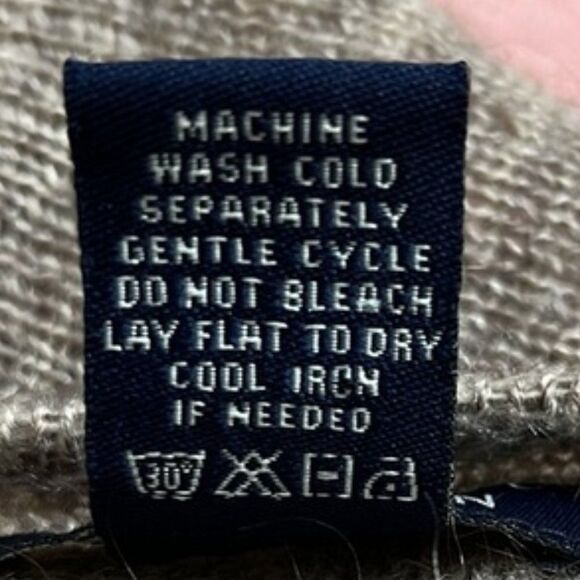 MACHINE
WASH COLD
SEPARATELY
GENTLE CYCLE
DO NOT BLEACH
LAY FLAT TO DRY
COOL IRON
IF NEEDED
30°